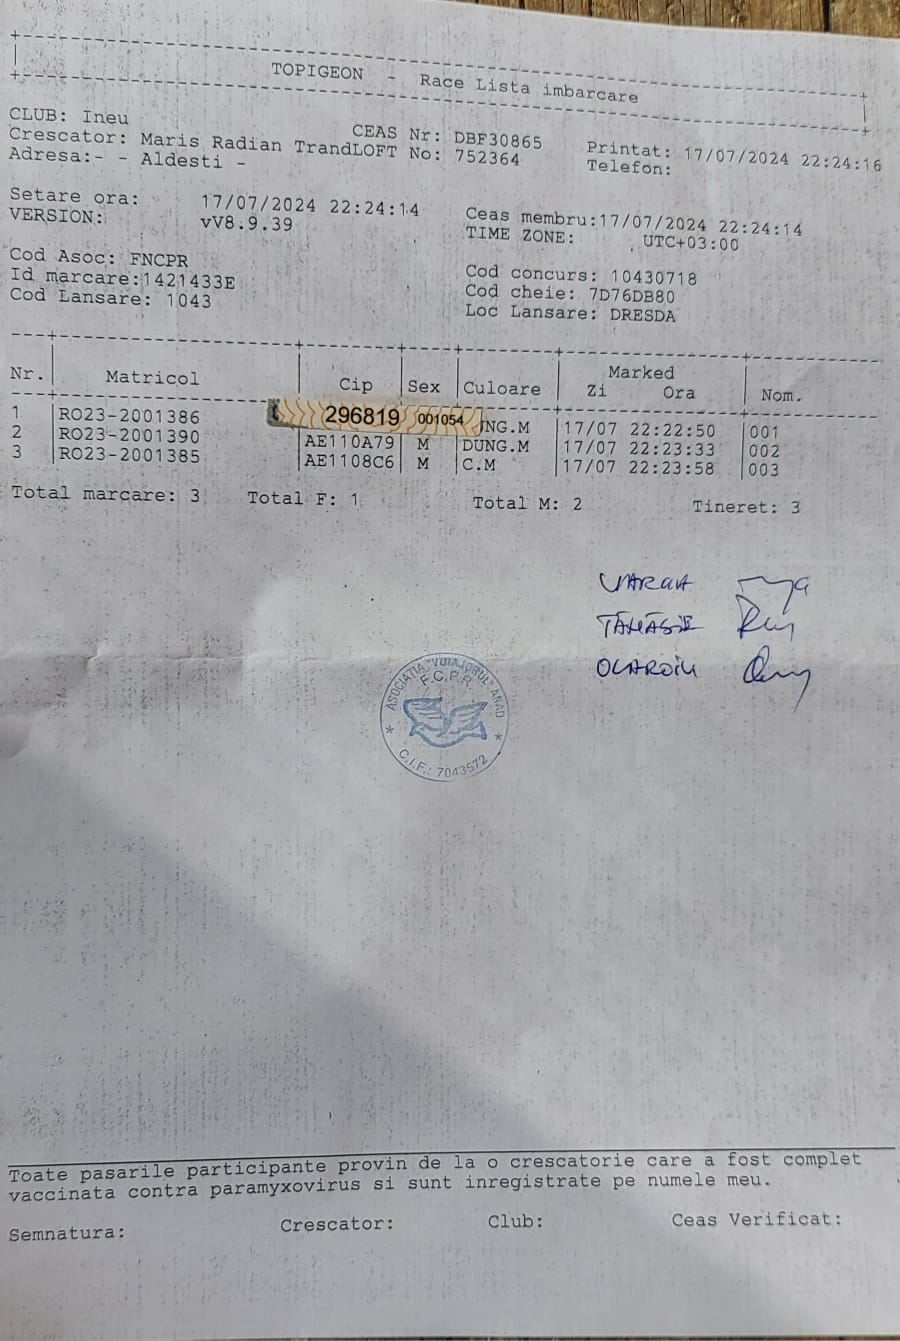 TOPIGEON - Race Lista imbarcare
CLUB: Ineu
CEAS Nr: DBF30865
Printat: 17/07/2024 22:24:16
Crescator: Maris Radian TrandLOFT No: 752364
Telefon:
Adresa:- - Aldesti -
Setare ora: 17/07/2024 22:24:14
Ceas membru:17/07/2024 22:24:14
VERSION: vV8.9.39
TIME ZONE: UTC+03:00
Cod Asoc: FNCPR
Cod concurs: 10430718
Id marcare:1421433E
Cod cheie: 7D76DB80
Cod Lansare: 1043
Loc Lansare: DRESDA
Marked
Nr. Matricol Cip Sex Culoare Zi Ora Nom.
1 RO23-2001386 296819 001054 NG.M 17/07 22:22:50 001
2 RO23-2001390 AE110A79 M DUNG.M 17/07 22:23:33 002
3 RO23-2001385 AE1108C6 M C.M 17/07 22:23:58 003
Total marcare: 3 Total F: 1 Total M: 2 Tineret: 3
VARGA
OLARDIU
ASOCIATIA "VOIAJORUL" ARAD
F.C.P.R.
C.I.F.: 7043572
Toate pasarile participante provin de la o crescatorie care a fost complet
vaccinata contra paramyxovirus si sunt inregistrate pe numele meu.
Semnatura: Crescator: Club: Ceas Verificat: